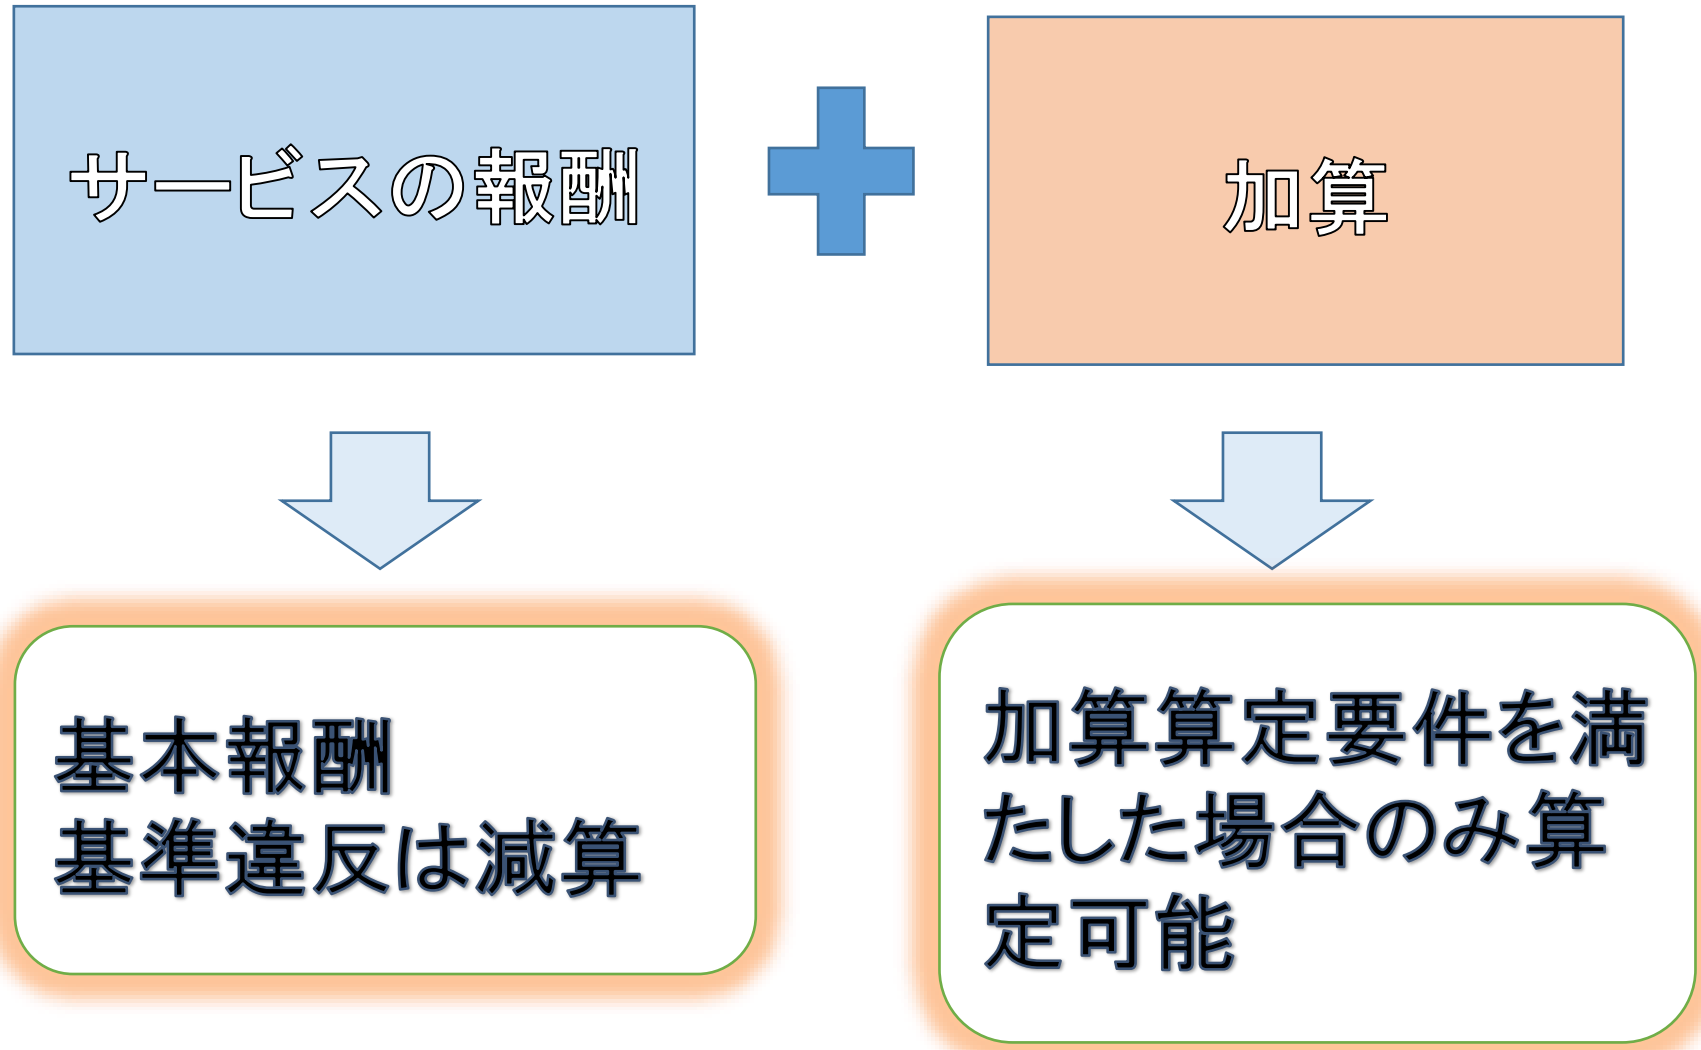 サービスの報酬
加算
基本報酬
基準違反は減算
加算算定要件を満
たした場合のみ算
定可能